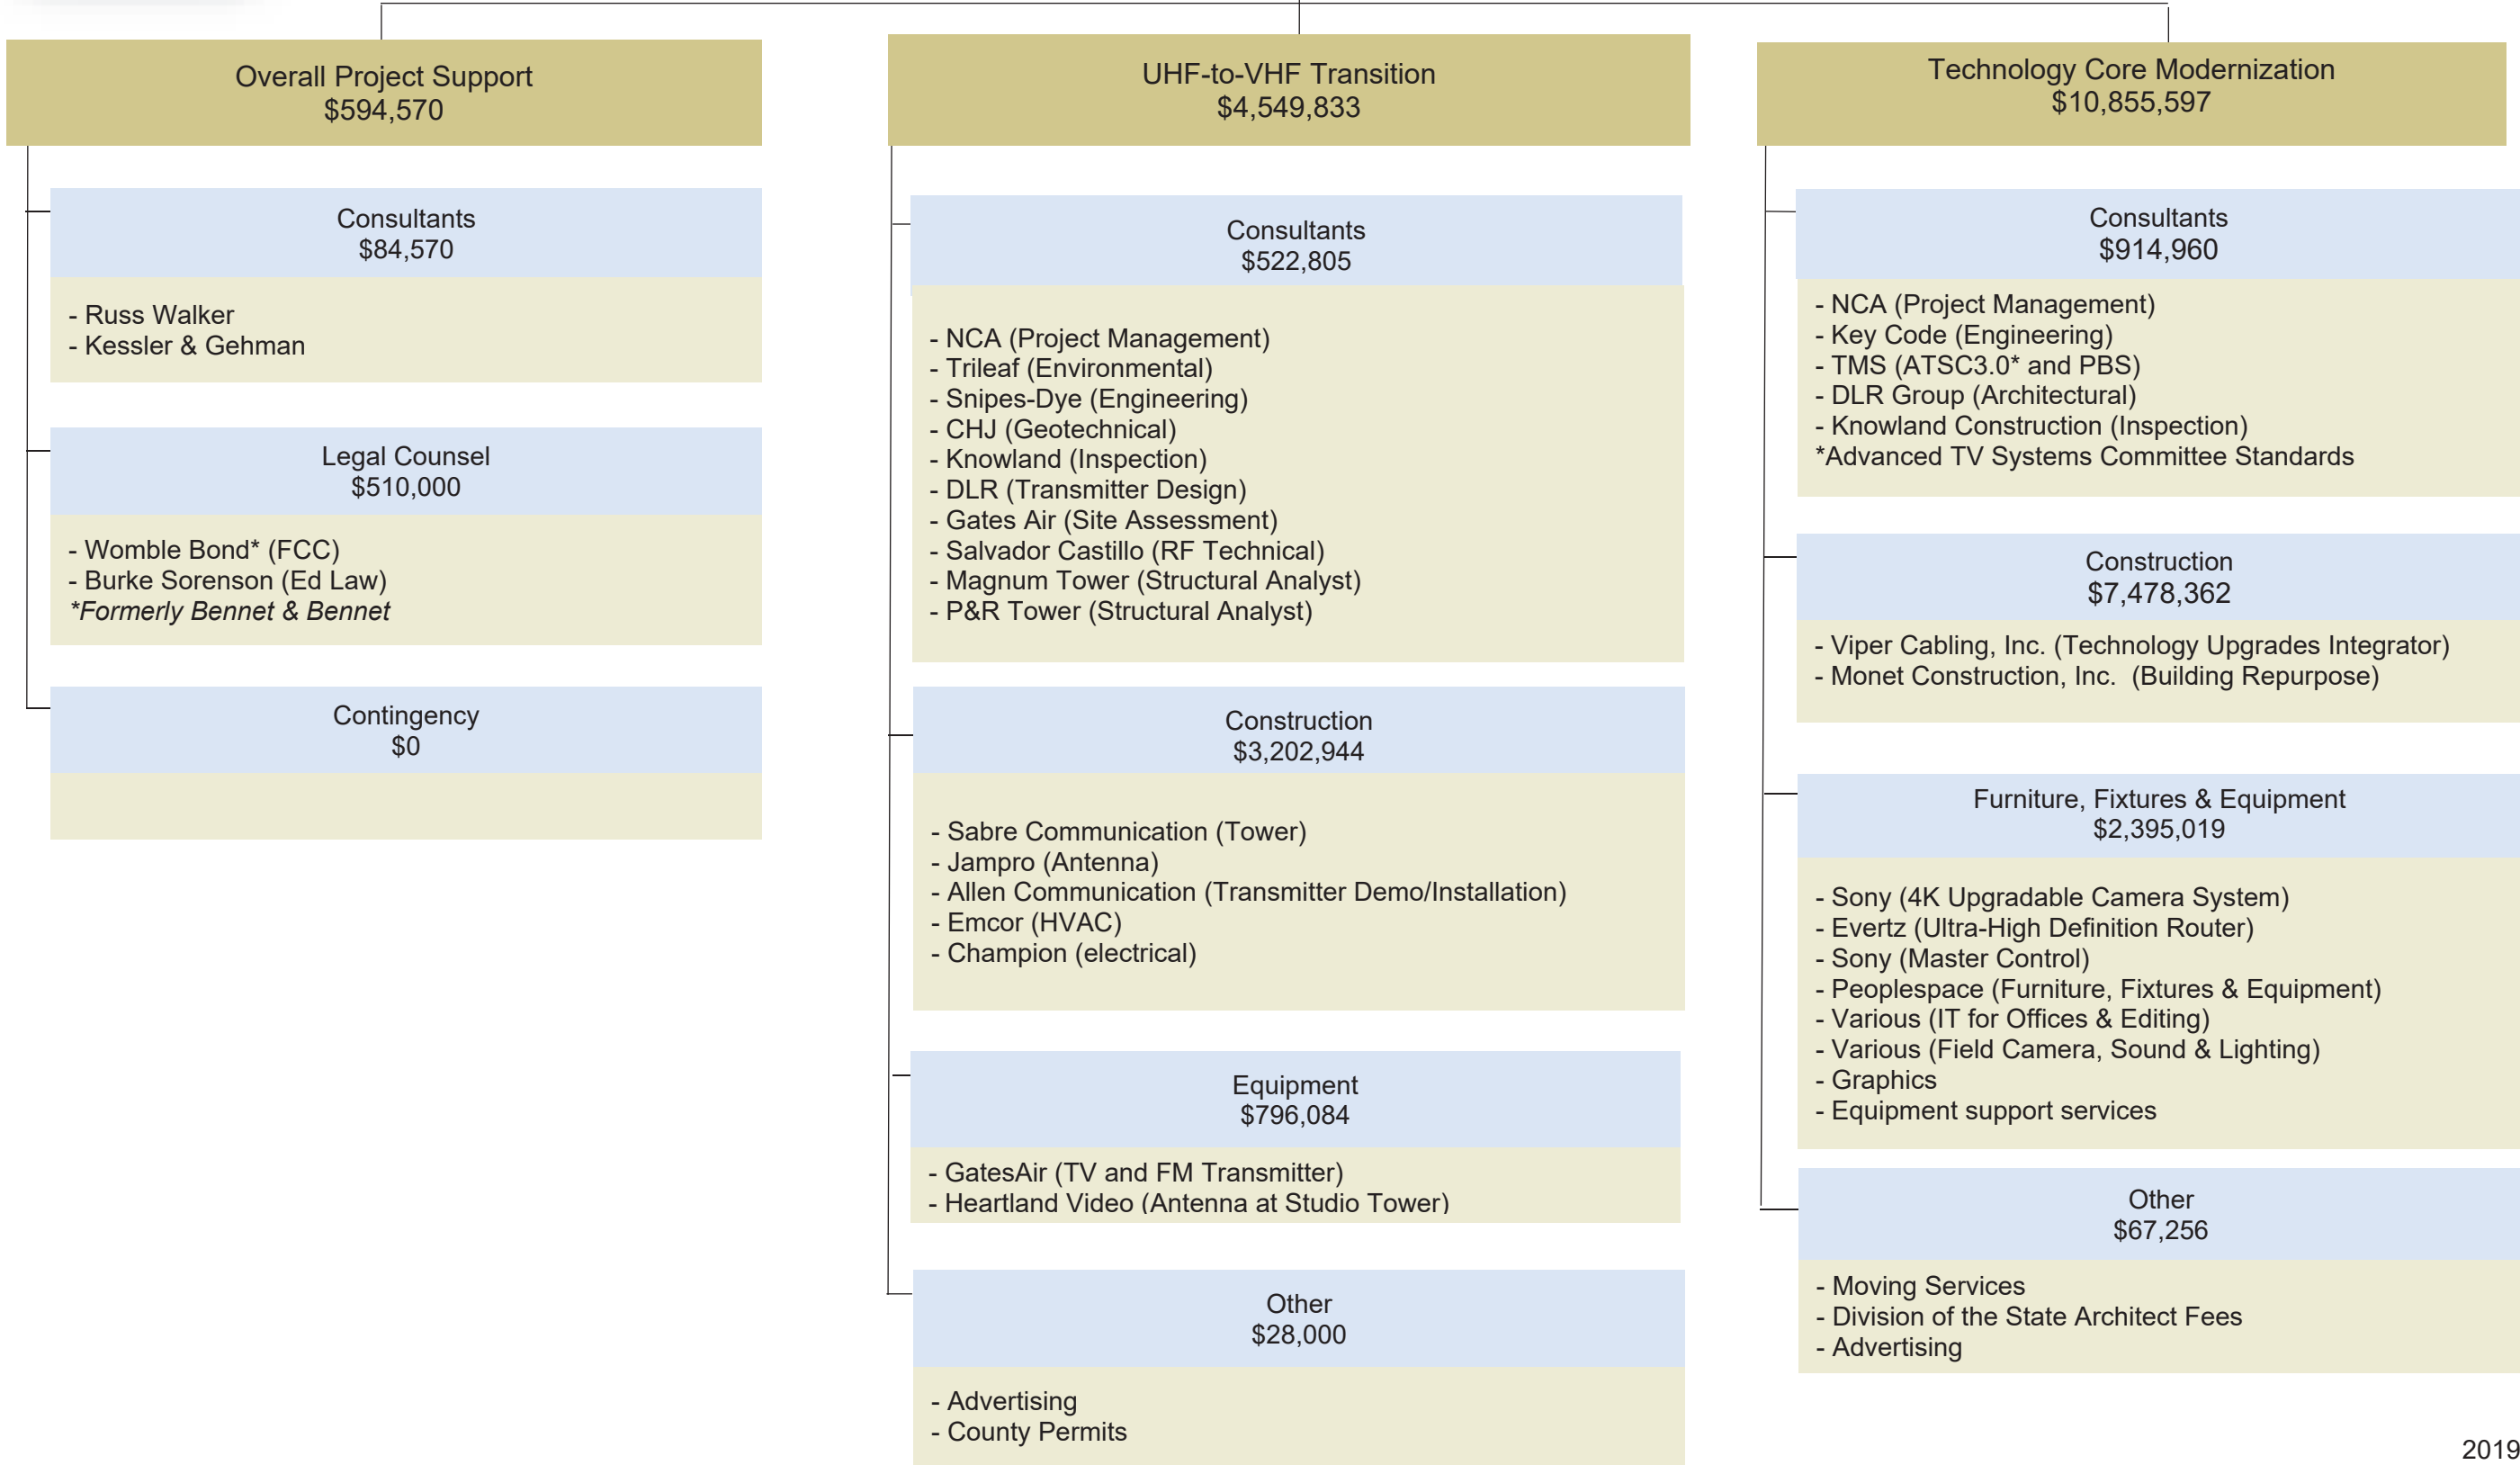 Overall Project Support
$594,570
Consultants
$84,570
- Russ Walker
- Kessler & Gehman
Legal Counsel
$510,000
- Womble Bond* (FCC)
- Burke Sorenson (Ed Law)
*Formerly Bennet & Bennet
Contingency
$0
UHF-to-VHF Transition
$4,549,833
Consultants
$522,805
- NCA (Project Management)
- Trileaf (Environmental)
- Snipes-Dye (Engineering)
- CHJ (Geotechnical)
- Knowland (Inspection)
- DLR (Transmitter Design)
- Gates Air (Site Assessment)
- Salvador Castillo (RF Technical)
- Magnum Tower (Structural Analyst)
- P&R Tower (Structural Analyst)
Construction
$3,202,944
- Sabre Communication (Tower)
- Jampro (Antenna)
- Allen Communication (Transmitter Demo/Installation)
- Emcor (HVAC)
- Champion (electrical)
Equipment
$796,084
- GatesAir (TV and FM Transmitter)
- Heartland Video (Antenna at Studio Tower)
Other
$28,000
- Advertising
- County Permits
Technology Core Modernization
$10,855,597
Consultants
$914,960
- NCA (Project Management)
- Key Code (Engineering)
- TMS (ATSC3.0* and PBS)
- DLR Group (Architectural)
- Knowland Construction (Inspection)
*Advanced TV Systems Committee Standards
Construction
$7,478,362
- Viper Cabling, Inc. (Technology Upgrades Integrator)
- Monet Construction, Inc.  (Building Repurpose)
Furniture, Fixtures & Equipment
$2,395,019
- Sony (4K Upgradable Camera System)
- Evertz (Ultra-High Definition Router)
- Sony (Master Control)
- Peoplespace (Furniture, Fixtures & Equipment)
- Various (IT for Offices & Editing)
- Various (Field Camera, Sound & Lighting)
- Graphics
- Equipment support services
Other
$67,256
- Moving Services
- Division of the State Architect Fees
- Advertising
2019